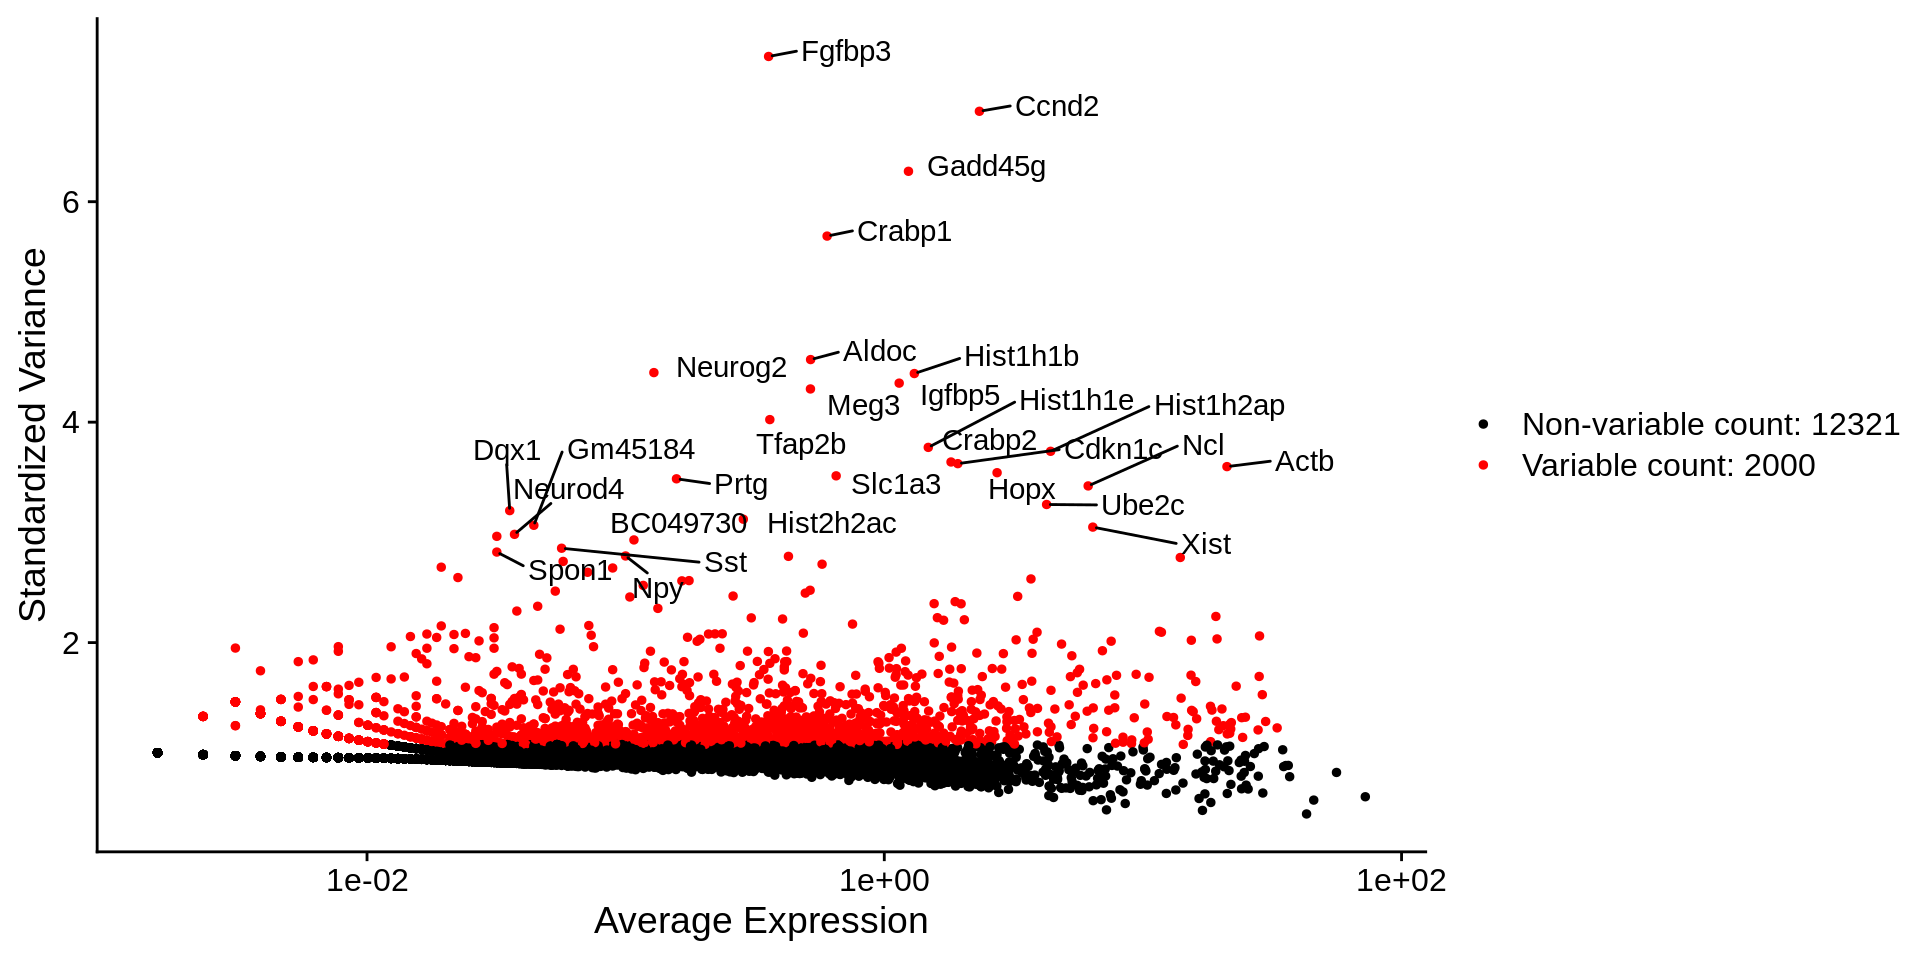 Fgfbp3
Ccnd2
Gadd45g
6
Crabp1
Standardized Variance
Aldoc
Hist1h1b
Neurog2
Igfbp5
Meg3
Hist1h1e
Hist1h2ap
4
Non-variable count: 12321
Tfap2b
Crabp2
Cdkn1c
Ncl
Dqx1
Gm45184
Actb
Variable count: 2000
Neurod4
Prtg
Slc1a3
Hopx
Ube2c
BC049730
Hist2h2ac
Xist
Spon1
Sst
Npy
2
1e-02
1e+00
1e+02
Average Expression